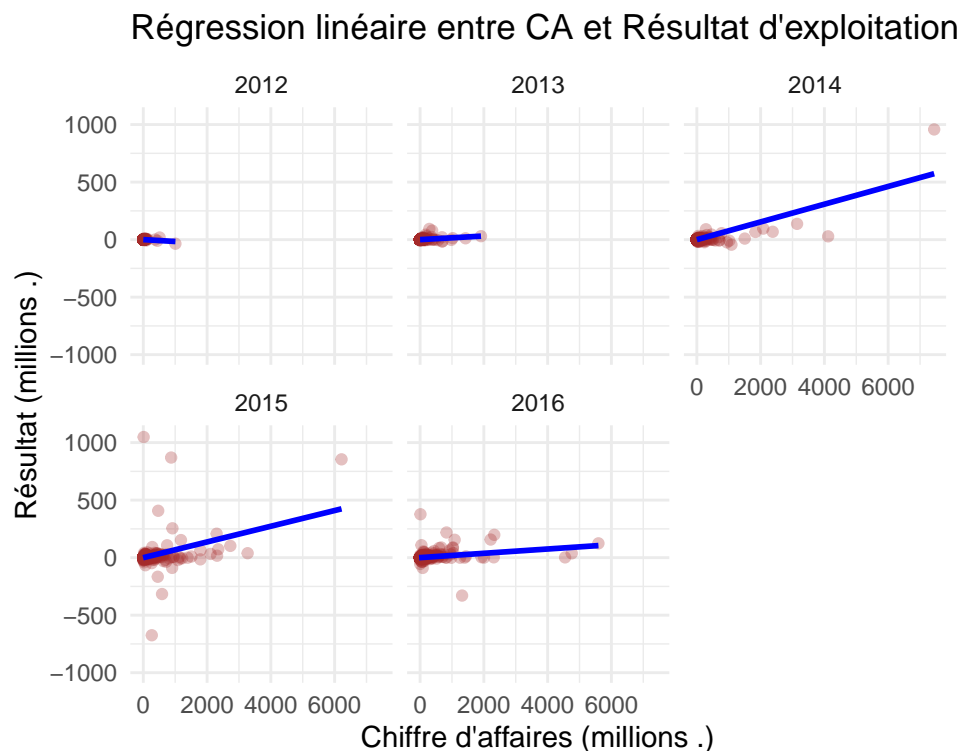 Régression linéaire entre CA et Résultat d'exploitation
2012 2013 2014
1000
500
0
−500
−1000
0 2000 4000 6000
2015 2016
1000
500
0
−500
−1000
0 2000 4000 6000 0 2000 4000 6000
Résultat (millions .)
Chiffre d'affaires (millions .)